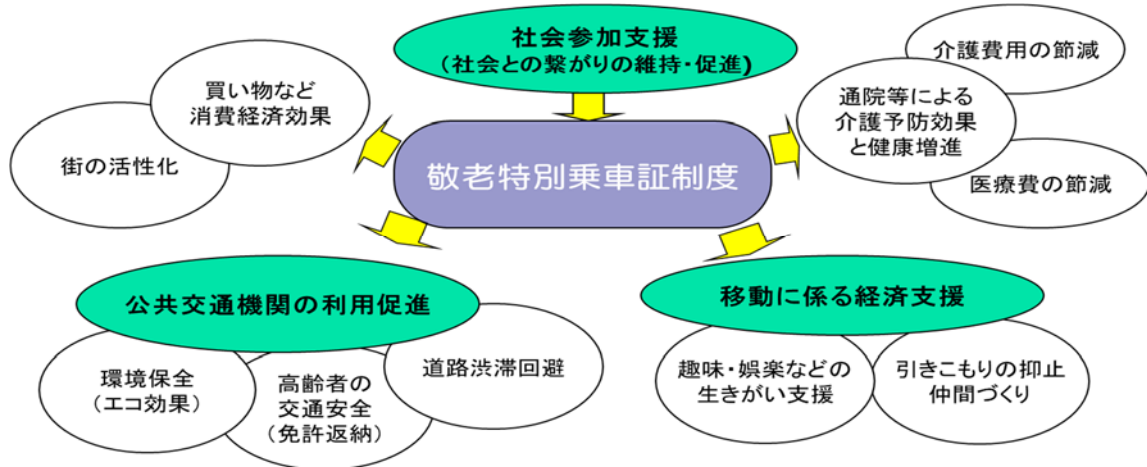 社会参加支援
（社会との繋がりの維持・促進）
介護費用の節減
買い物など
消費経済効果
通院等による
介護予防効果
と健康増進
街の活性化
敬老特別乗車証制度
医療費の節減
公共交通機関の利用促進
移動に係る経済支援
環境保全
（エコ効果）
高齢者の
交通安全
（免許返納）
道路渋滞回避
趣味・娯楽などの
生きがい支援
引きこもりの抑止
仲間づくり